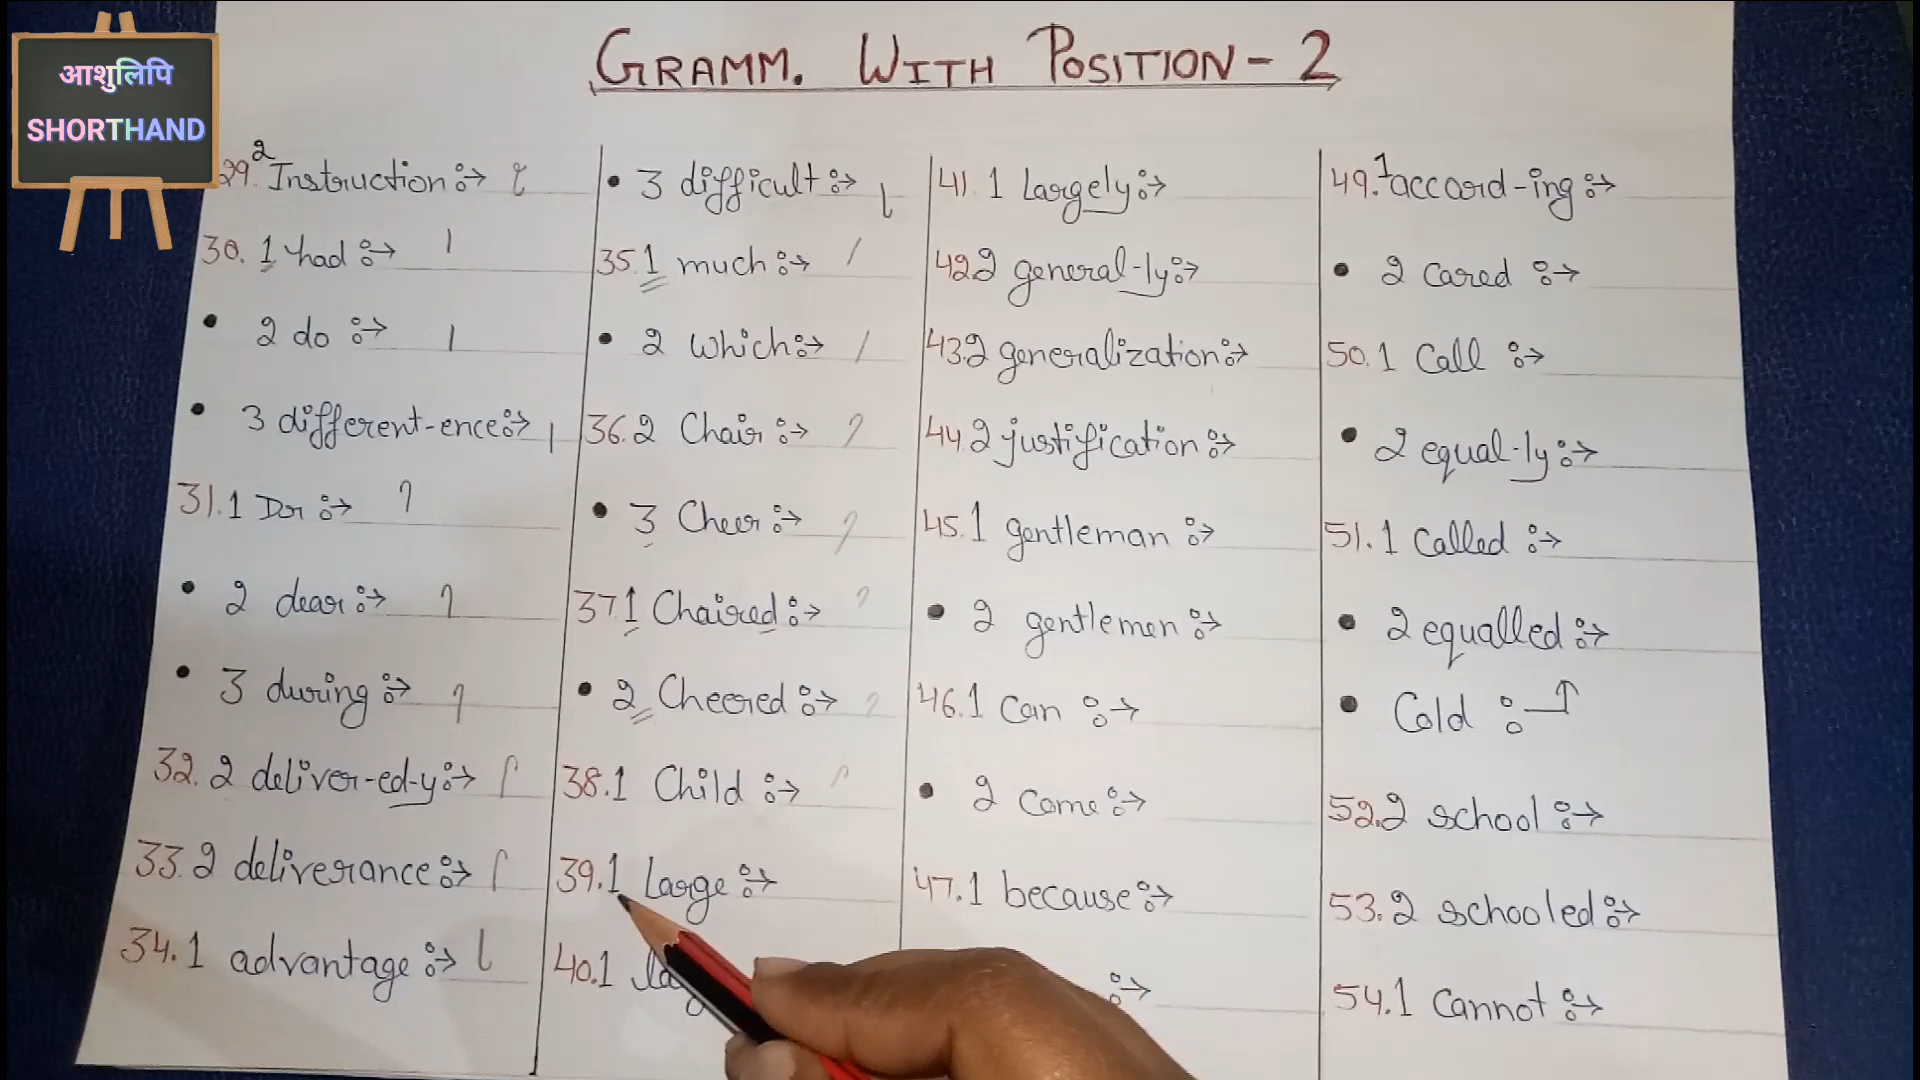 आशुलिपि
SHORTHAND
GRAMM. WITH POSITION - 2
29. 2 Instruction
30. 1 had
2 do
3 different-ence
31. 1 Dr
2 dear
3 during
32. 2 deliver-ed-y
33. 2 deliverance
34. 1 advantage
3 difficult
35. 1 much
2 which
36. 2 Chair
3 Cheer
37. 1 Chaired
2 Cheered
38. 1 Child
39. 1 large
40. 1
41. 1 largely
42. 2 general-ly
43. 2 generalization
44 2 justification
45. 1 gentleman
2 gentlemen
46. 1 Can
2 come
47. 1 because
49. 1 accord-ing
2 Cared
50. 1 Call
2 equal-ly
51. 1 Called
2 equalled
Cold
52. 2 school
53. 2 schooled
54. 1 Cannot